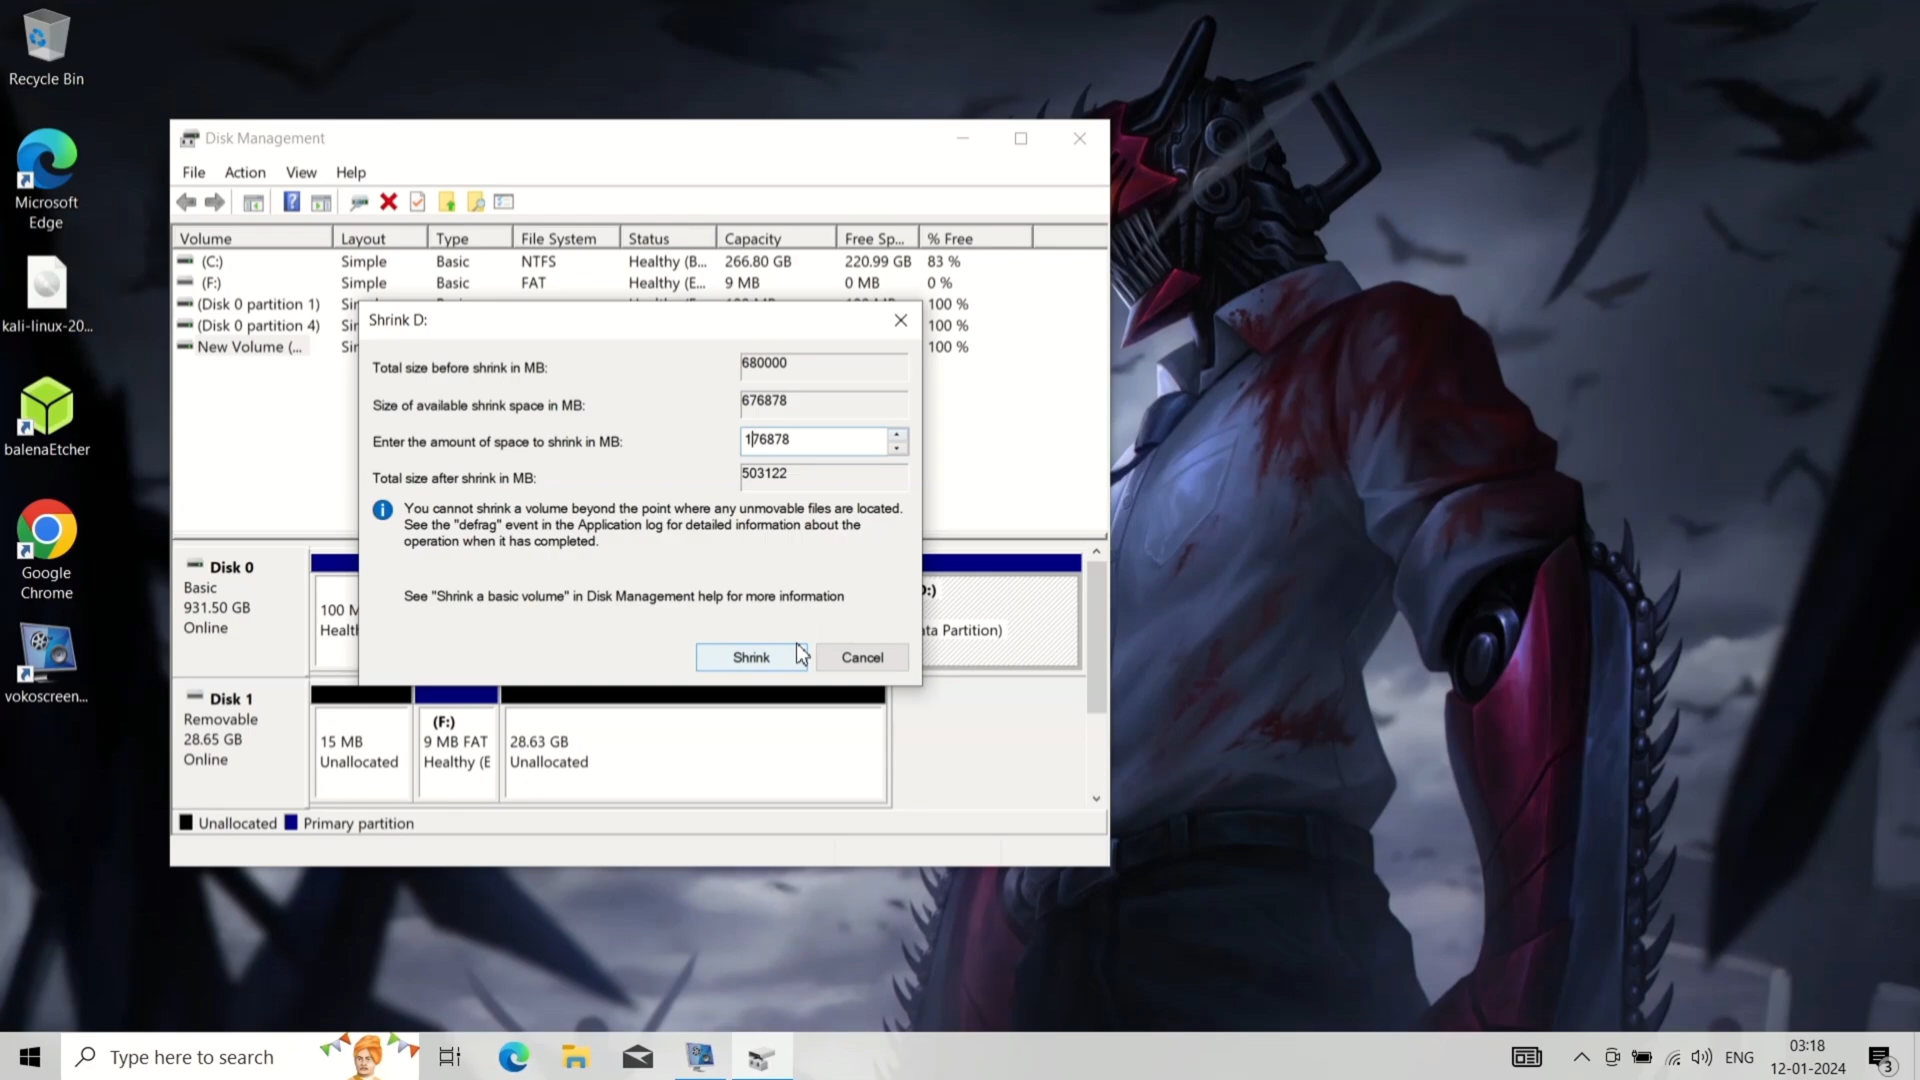 Recycle Bin
Microsoft
Edge
kali-linux-20...
balenaEtcher
Google
Chrome
vokoscreen...
Disk Management
File Action View Help
Volume Layout Type File System Status Capacity Free Sp... % Free
(C:) Simple Basic NTFS Healthy (B... 266.80 GB 220.99 GB 83 %
(F:) Simple Basic FAT Healthy (E... 9 MB 0 MB 0 %
(Disk 0 partition 1) 100 %
(Disk 0 partition 4) 100 %
New Volume (... 100 %
Shrink D:
Total size before shrink in MB: 680000
Size of available shrink space in MB: 676878
Enter the amount of space to shrink in MB: 176878
Total size after shrink in MB: 503122
You cannot shrink a volume beyond the point where any unmovable files are located.
See the "defrag" event in the Application log for detailed information about the
operation when it has completed.
See "Shrink a basic volume" in Disk Management help for more information
Shrink Cancel
Disk 0
Basic
931.50 GB
Online
100 M
Healt
:)
ta Partition)
Disk 1
Removable
28.65 GB
Online
15 MB
Unallocated
(F:)
9 MB FAT
Healthy (E
28.63 GB
Unallocated
Unallocated Primary partition
Type here to search
ENG
03:18
12-01-2024
3